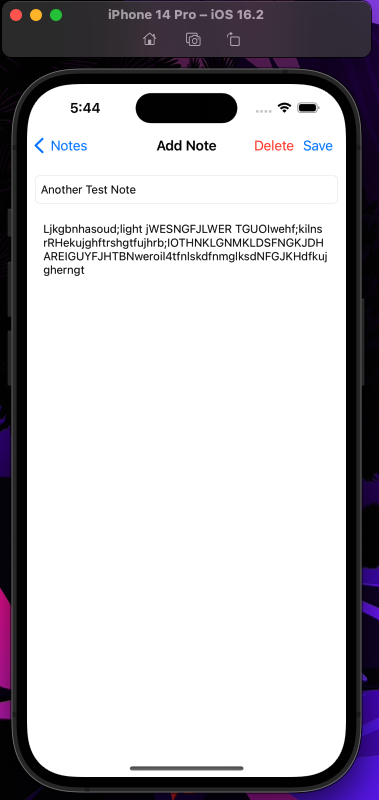 iPhone 14 Pro – iOS 16.2
5:44
Notes Add Note Delete Save
Another Test Note
Ljkgbnhasoud;light jWESNGFJLWER TGUOIwehf;kilns
rRHekujghftrshgtfujhrb;IOTHNKLGNMKLDSFNGKJDH
AREIGUYFJHTBNweroil4tfnlskdfnmglksdNFGJKHdfkuj
gherngt